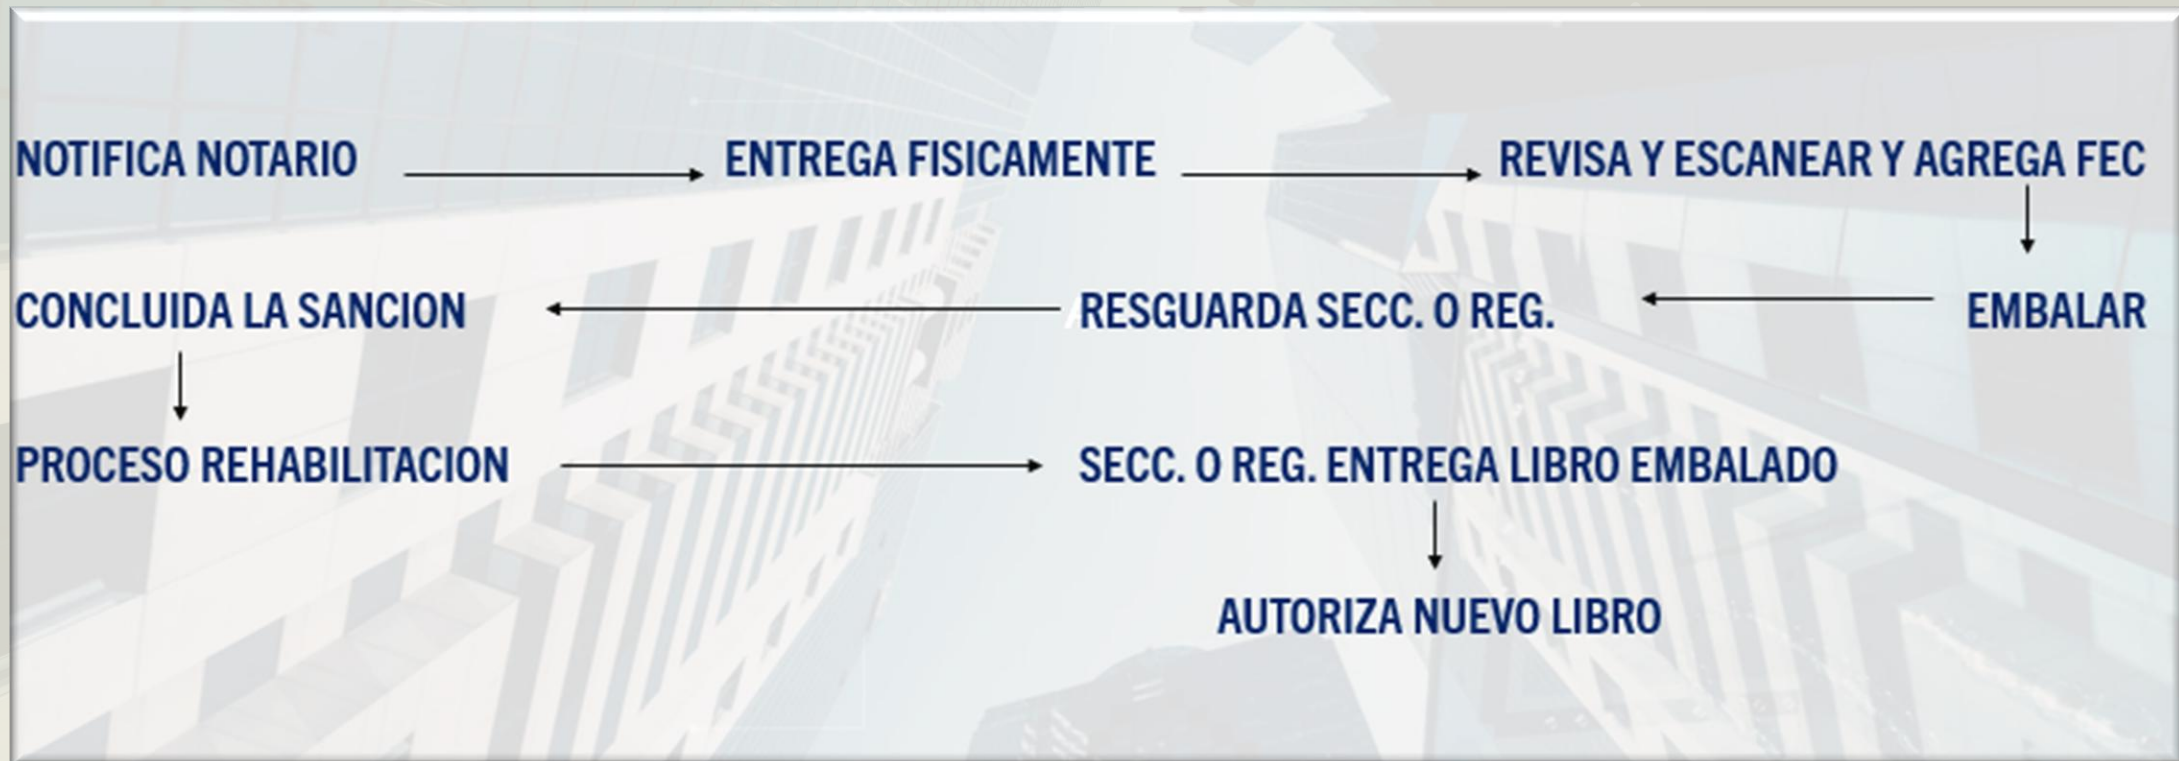 NOTIFICA NOTARIO
ENTREGA FISICAMENTE
REVISA Y ESCANEAR Y AGREGA FEC
CONCLUIDA LA SANCION
RESGUARDA SECC. O REG.
EMBALAR
PROCESO REHABILITACION
SECC. O REG. ENTREGA LIBRO EMBALADO
AUTORIZA NUEVO LIBRO